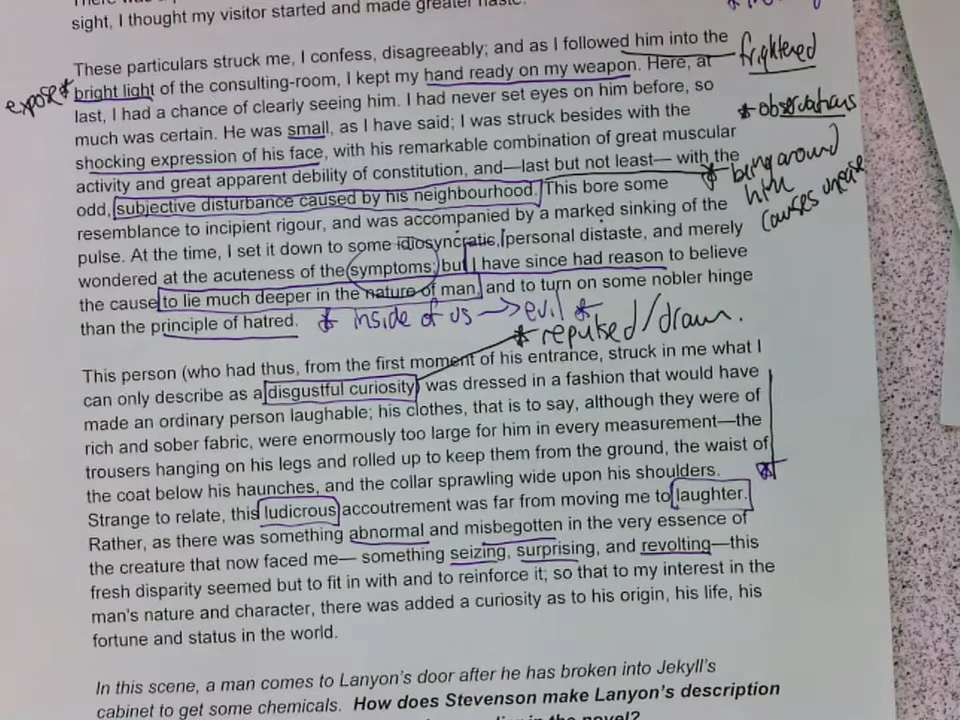 sight, I thought my visitor started and made greater haste.
These particulars struck me, I confess, disagreeably; and as I followed him into the
frightened
expose * bright light of the consulting-room, I kept my hand ready on my weapon. Here, at
last, I had a chance of clearly seeing him. I had never set eyes on him before, so
* observations
much was certain. He was small, as I have said; I was struck besides with the
shocking expression of his face, with his remarkable combination of great muscular
activity and great apparent debility of constitution, and—last but not least— with the
* being around
him
causes unease
odd, subjective disturbance caused by his neighbourhood. This bore some
resemblance to incipient rigour, and was accompanied by a marked sinking of the
pulse. At the time, I set it down to some idiosyncratic, personal distaste, and merely
wondered at the acuteness of the symptoms; but I have since had reason to believe
the cause to lie much deeper in the nature of man, and to turn on some nobler hinge
than the principle of hatred.
* inside of us → evil *
* repulsed/drawn.
This person (who had thus, from the first moment of his entrance, struck in me what I
can only describe as a disgustful curiosity) was dressed in a fashion that would have
made an ordinary person laughable; his clothes, that is to say, although they were of
rich and sober fabric, were enormously too large for him in every measurement—the
trousers hanging on his legs and rolled up to keep them from the ground, the waist of
the coat below his haunches, and the collar sprawling wide upon his shoulders.
*
Strange to relate, this ludicrous accoutrement was far from moving me to laughter.
Rather, as there was something abnormal and misbegotten in the very essence of
the creature that now faced me— something seizing, surprising, and revolting—this
fresh disparity seemed but to fit in with and to reinforce it; so that to my interest in the
man's nature and character, there was added a curiosity as to his origin, his life, his
fortune and status in the world.
In this scene, a man comes to Lanyon's door after he has broken into Jekyll's
cabinet to get some chemicals. How does Stevenson make Lanyon's description
in the novel?